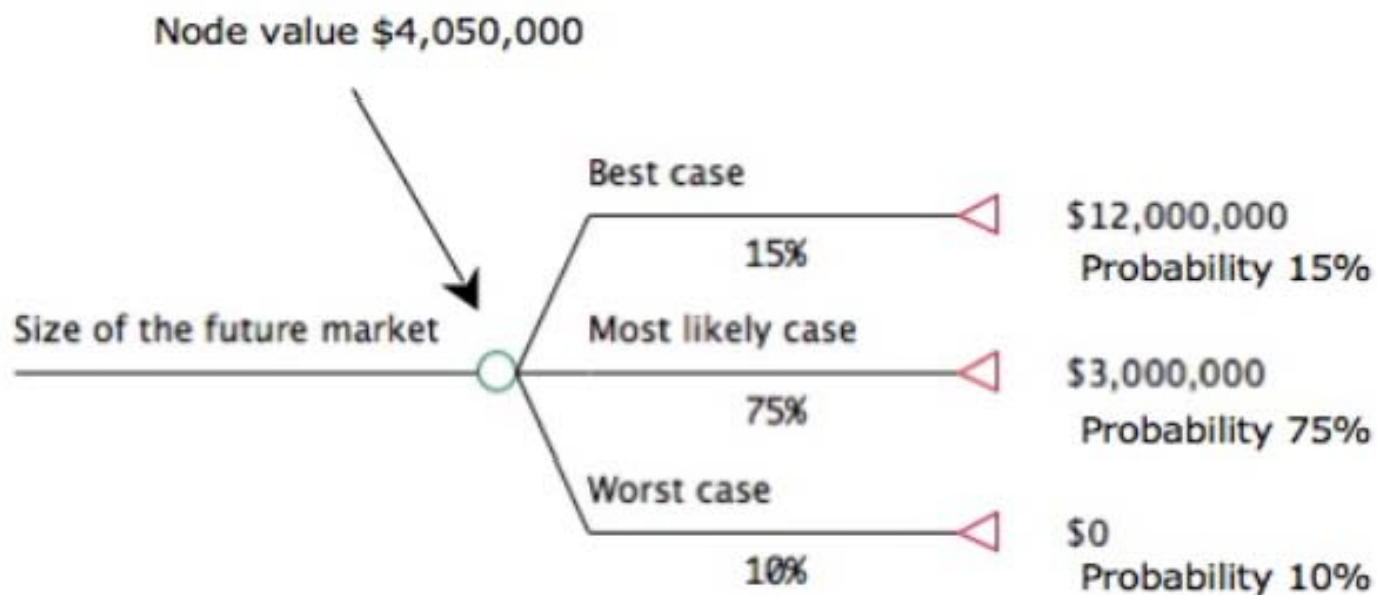 Node value $4,050,000
Best case
15%
$12,000,000
Probability 15%
Size of the future market
Most likely case
75%
$3,000,000
Probability 75%
Worst case
10%
$0
Probability 10%